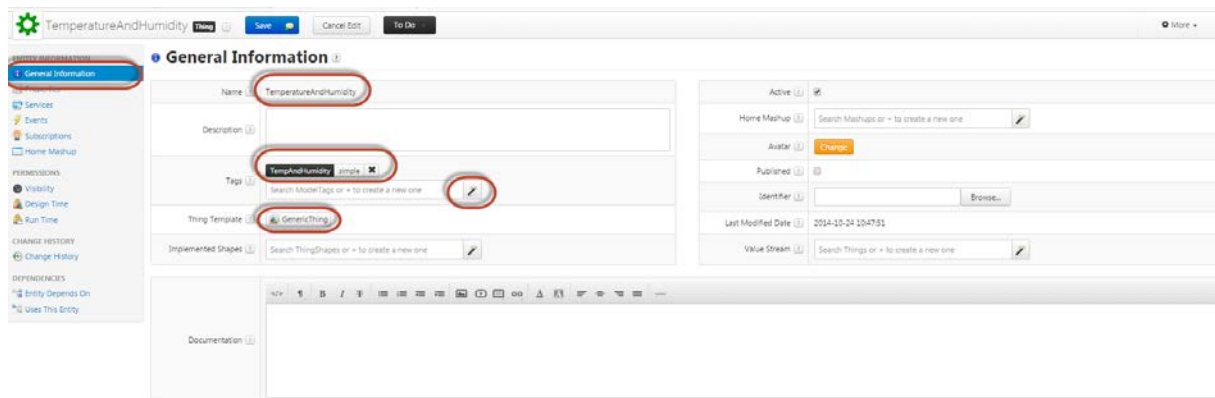 TemperatureAndHumidity Thing Save Cancel Edit To Do More
ENTITY INFORMATION
General Information
Properties
Services
Events
Subscriptions
Home Mashup
PERMISSIONS
Visibility
Design Time
Run Time
CHANGE HISTORY
Change History
DEPENDENCIES
Entity Depends On
Uses This Entity
General Information
Name TemperatureAndHumidity
Description
Tags TempAndHumidity simple
Search ModelTags or + to create a new one
Thing Template GenericThing
Implemented Shapes Search ThingShapes or + to create a new one
Active
Home Mashup Search Mashups or + to create a new one
Avatar Change
Published
Identifier Browse...
Last Modified Date 2014-10-24 10:47:51
Value Stream Search Things or + to create a new one
B I T A
Documentation